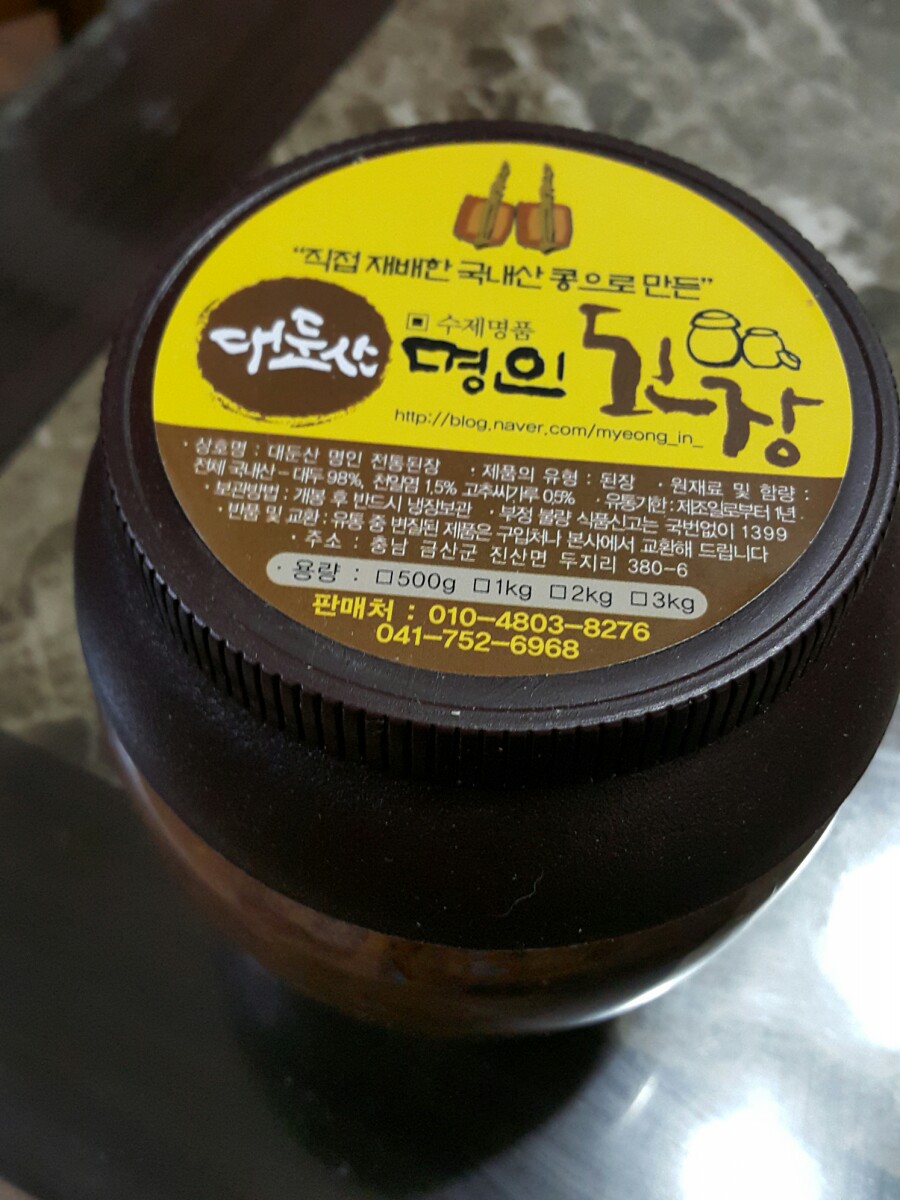 "직접 재배한 국내산 콩으로 만든"
대둔산
▣ 수제명품
명인 된장
http://blog.naver.com/myeong_in_
· 상호명 : 대둔산 명인 전통된장 · 제품의 유형 : 된장 · 원재료 및 함량 :
전체 국내산 - 대두 98%, 천일염 1.5% 고추씨가루 05% · 유통기한 : 제조일로부터 1년
· 보관방법 : 개봉 후 반드시 냉장보관 · 부정 불량 식품신고는 국번없이 1399
· 반품 및 교환 : 유통 중 변질된 제품은 구입처나 본사에서 교환해 드립니다
· 주소 : 충남 금산군 진산면 두지리 380-6
· 용량 : □500g □1kg □2kg □3kg
판매처 : 010-4803-8276
041-752-6968